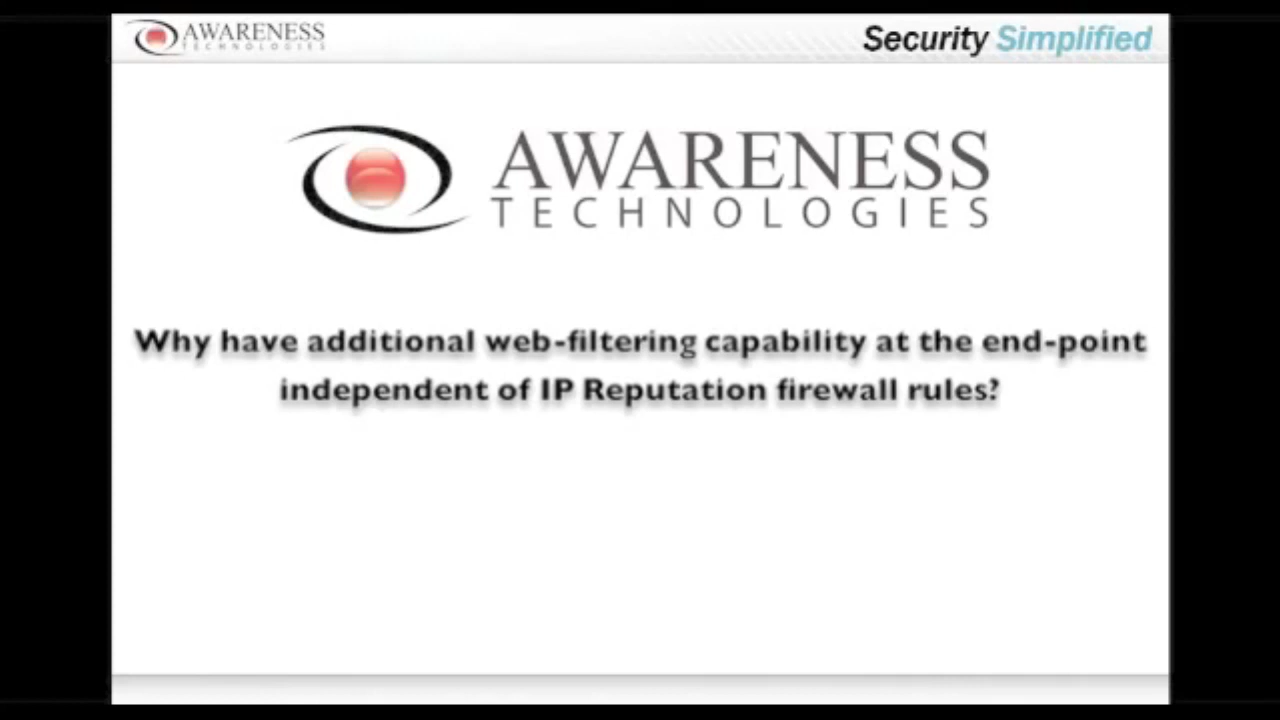 AWARENESS
TECHNOLOGIES
Security Simplified
AWARENESS
TECHNOLOGIES
Why have additional web-filtering capability at the end-point
independent of IP Reputation firewall rules?